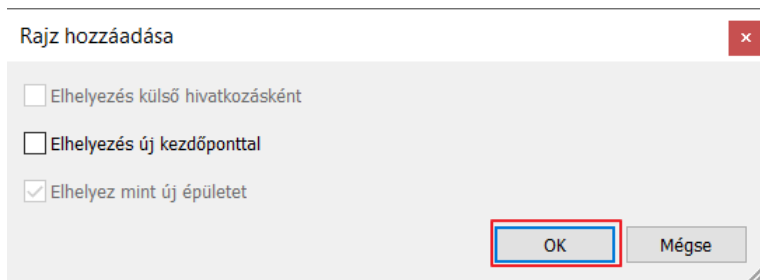 Rajz hozzáadása
Elhelyezés külső hivatkozásként
Elhelyezés új kezdőponttal
Elhelyez mint új épületet
OK Mégse